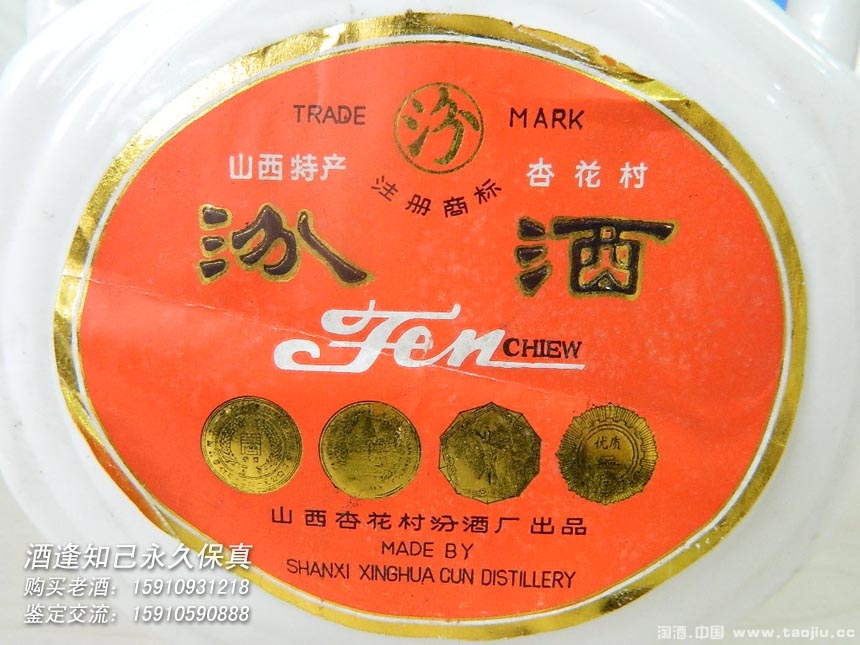 TRADE 汾 MARK
山西特产 注册商标 杏花村
汾 酒
Fen CHIEW
优质
山西杏花村汾酒厂出品
MADE BY
SHANXI XINGHUA CUN DISTILLERY
酒逢知己永久保真
购买老酒：15910931218
鉴定交流：15910590888
淘酒.中国 www.taojiu.cc